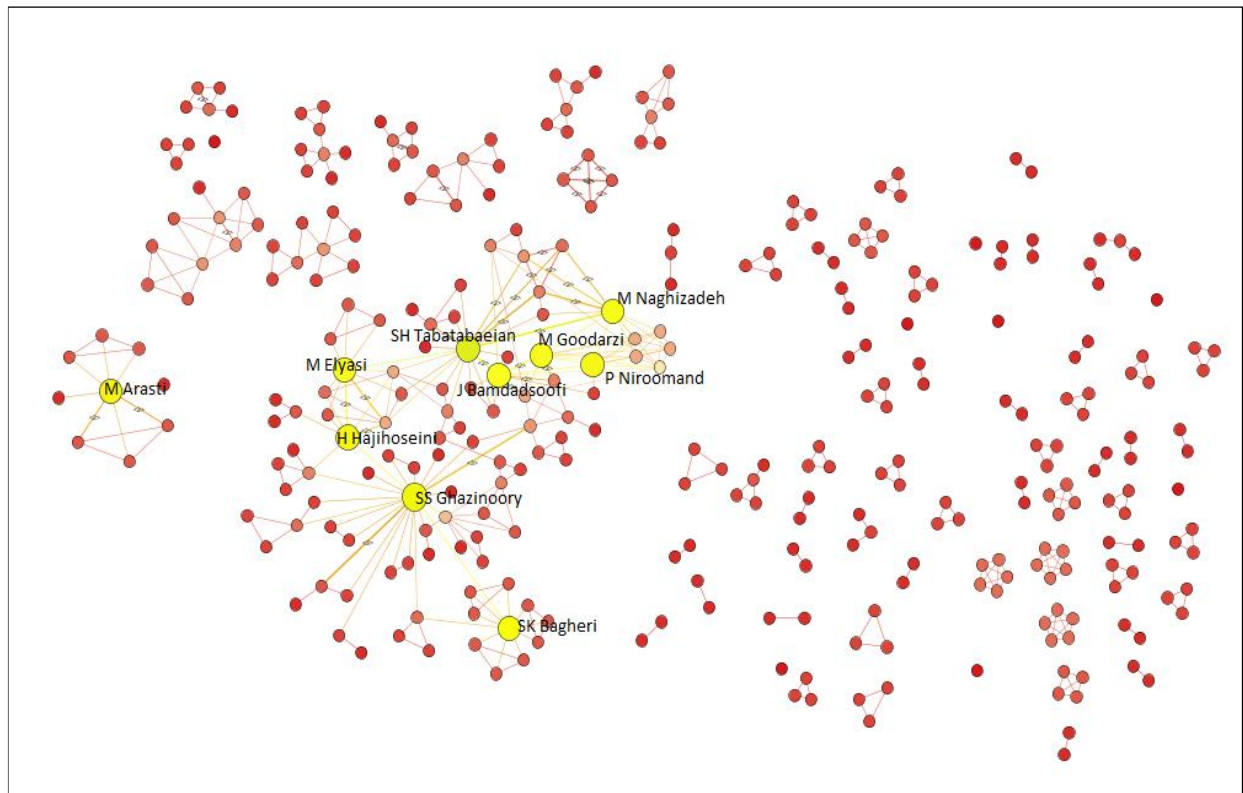 M Naghizadeh
SH Tabatabaeian
M Goodarzi
M Elyasi
P Niroomand
J Bamdadsoofi
M Arasti
H Hajihoseini
SS Ghazinoory
SK Bagheri